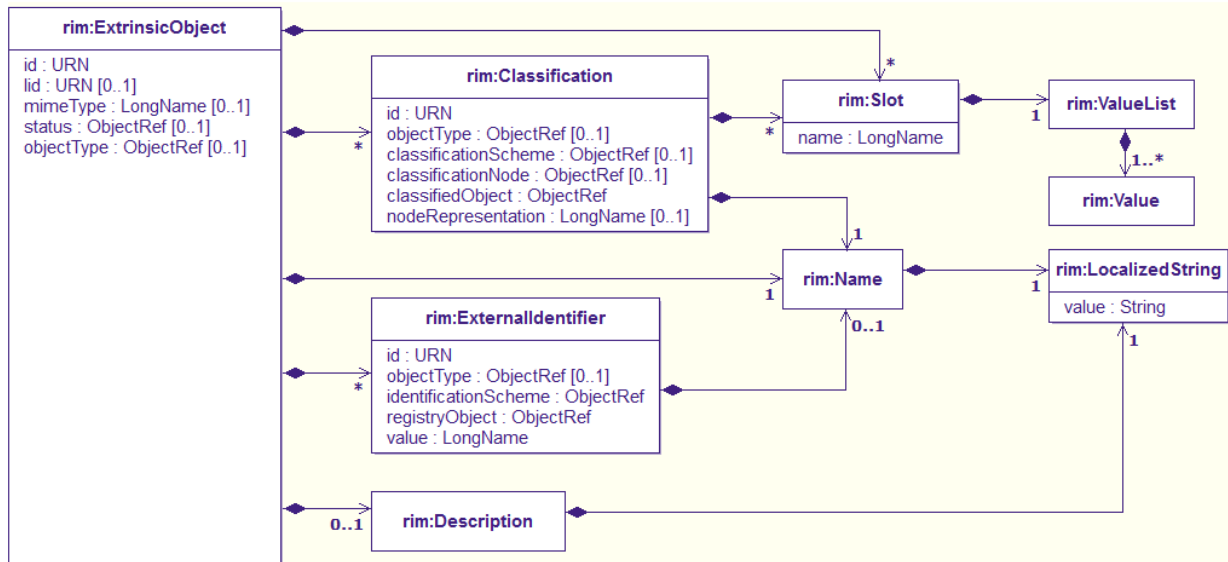 rim:ExtrinsicObject
id : URN
lid : URN [0..1]
mimeType : LongName [0..1]
status : ObjectRef [0..1]
objectType : ObjectRef [0..1]
*
rim:Classification
id : URN
objectType : ObjectRef [0..1]
classificationScheme : ObjectRef [0..1]
classificationNode : ObjectRef [0..1]
classifiedObject : ObjectRef
nodeRepresentation : LongName [0..1]
*
*
rim:Slot
name : LongName
1
rim:ValueList
1..*
rim:Value
1
1
rim:Name
0..1
1
rim:LocalizedString
value : String
1
*
rim:ExternalIdentifier
id : URN
objectType : ObjectRef [0..1]
identificationScheme : ObjectRef
registryObject : ObjectRef
value : LongName
0..1
rim:Description